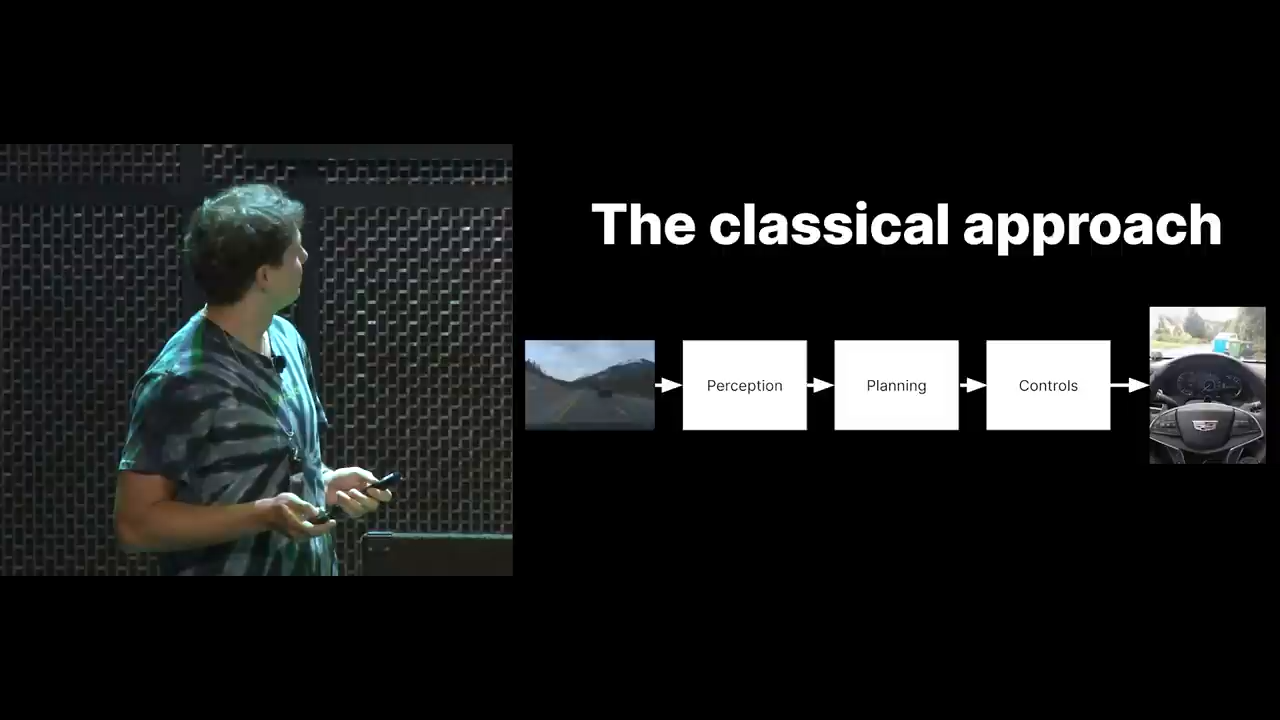 The classical approach
Perception
Planning
Controls